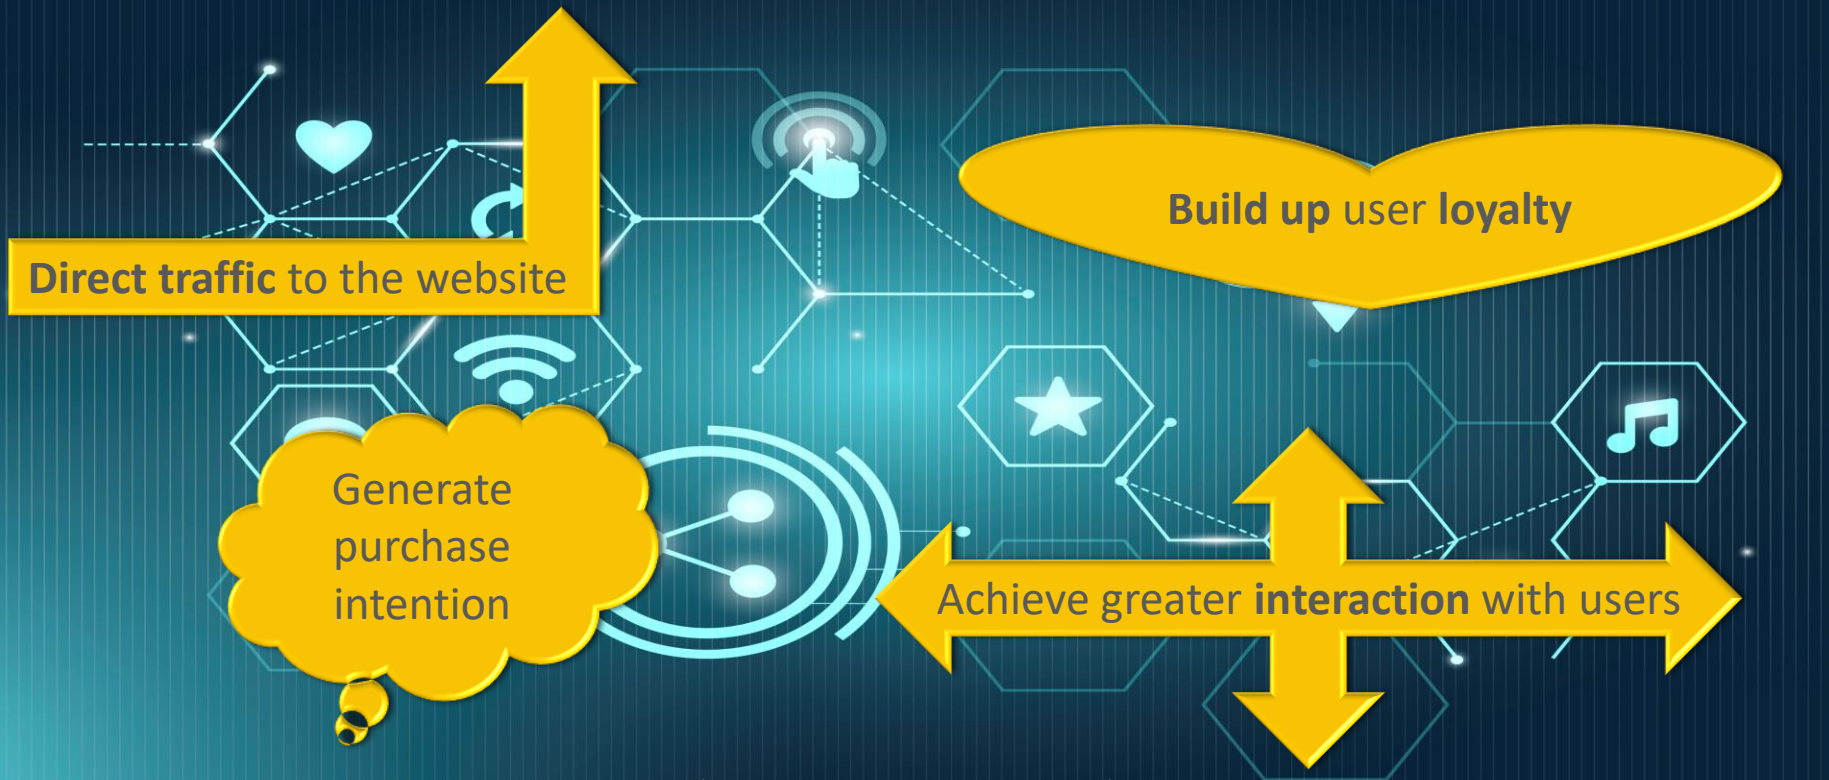 Direct traffic to the website
Build up user loyalty
Generate
purchase
intention
Achieve greater interaction with users